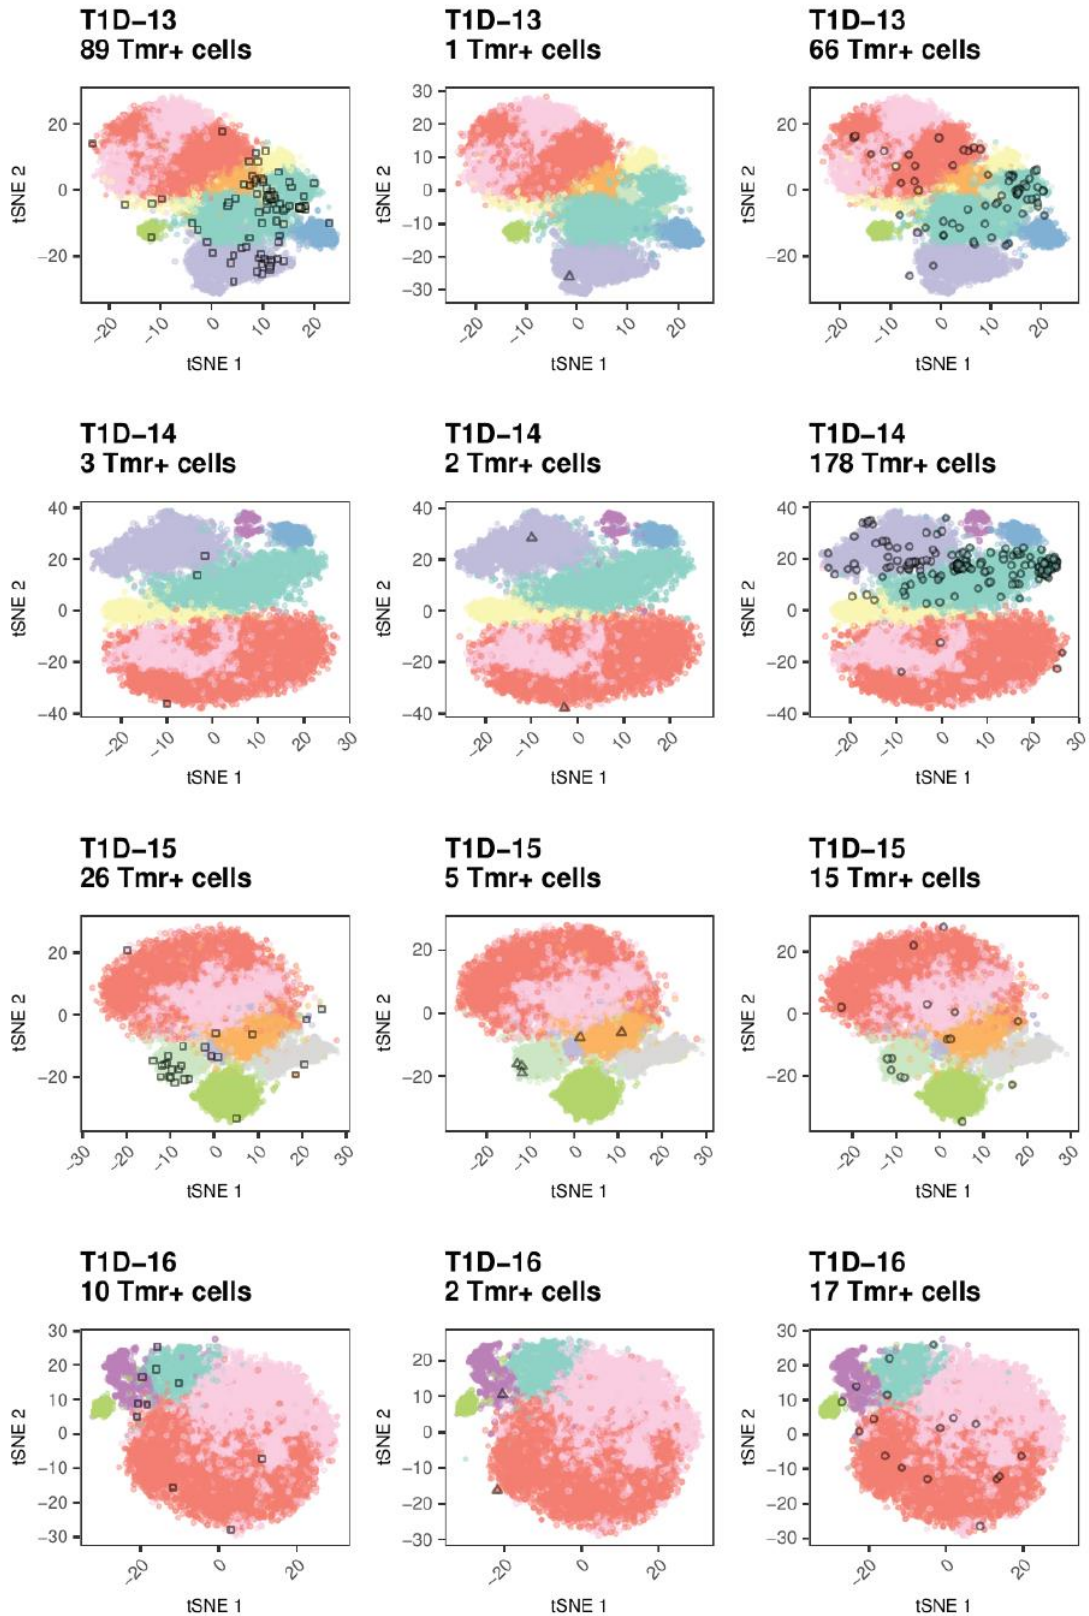 T1D–13
89 Tmr+ cells
T1D–13
1 Tmr+ cells
T1D–13
66 Tmr+ cells
tSNE 2
20
0
−20
−20
−10
0
10
20
tSNE 1
tSNE 2
30
20
10
0
−10
−20
−30
−20
−10
0
10
20
tSNE 1
tSNE 2
20
0
−20
−20
−10
0
10
20
tSNE 1
T1D–14
3 Tmr+ cells
T1D–14
2 Tmr+ cells
T1D–14
178 Tmr+ cells
tSNE 2
40
20
0
−20
−40
−20
−10
0
10
20
30
tSNE 1
tSNE 2
40
20
0
−20
−40
−20
−10
0
10
20
tSNE 1
tSNE 2
40
20
0
−20
−40
−20
−10
0
10
20
30
tSNE 1
T1D–15
26 Tmr+ cells
T1D–15
5 Tmr+ cells
T1D–15
15 Tmr+ cells
tSNE 2
20
0
−20
−30
−20
−10
0
10
20
30
tSNE 1
tSNE 2
20
0
−20
−20
−10
0
10
20
30
tSNE 1
tSNE 2
20
0
−20
−20
−10
0
10
20
30
tSNE 1
T1D–16
10 Tmr+ cells
T1D–16
2 Tmr+ cells
T1D–16
17 Tmr+ cells
tSNE 2
30
20
10
0
−10
−20
−30
−20
0
20
tSNE 1
tSNE 2
20
10
0
−10
−20
−30
−20
0
20
tSNE 1
tSNE 2
30
20
10
0
−10
−20
−30
−20
0
20
tSNE 1